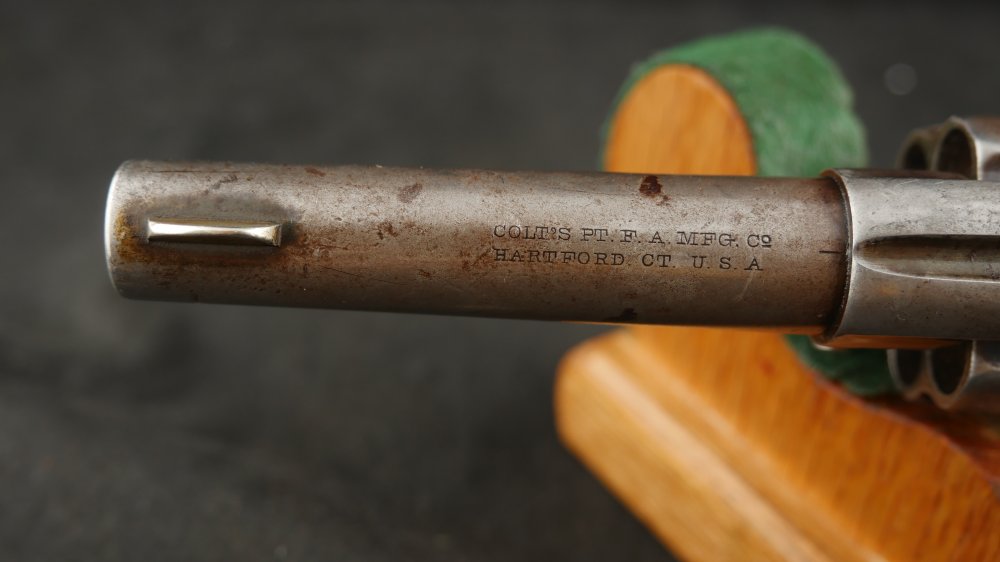 COLT'S PT. F. A. MFG. Cº
HARTFORD. CT. U. S. A